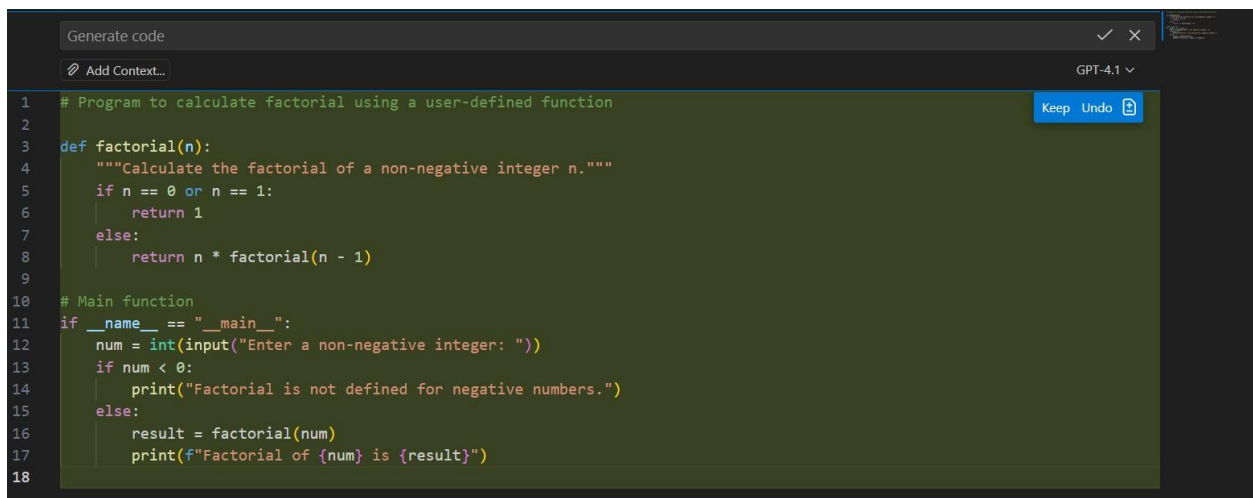 Generate code
Add Context...
GPT-4.1
Keep Undo
1 # Program to calculate factorial using a user-defined function
2
3 def factorial(n):
4     """Calculate the factorial of a non-negative integer n."""
5     if n == 0 or n == 1:
6         return 1
7     else:
8         return n * factorial(n - 1)
9
10 # Main function
11 if __name__ == "__main__":
12     num = int(input("Enter a non-negative integer: "))
13     if num < 0:
14         print("Factorial is not defined for negative numbers.")
15     else:
16         result = factorial(num)
17         print(f"Factorial of {num} is {result}")
18